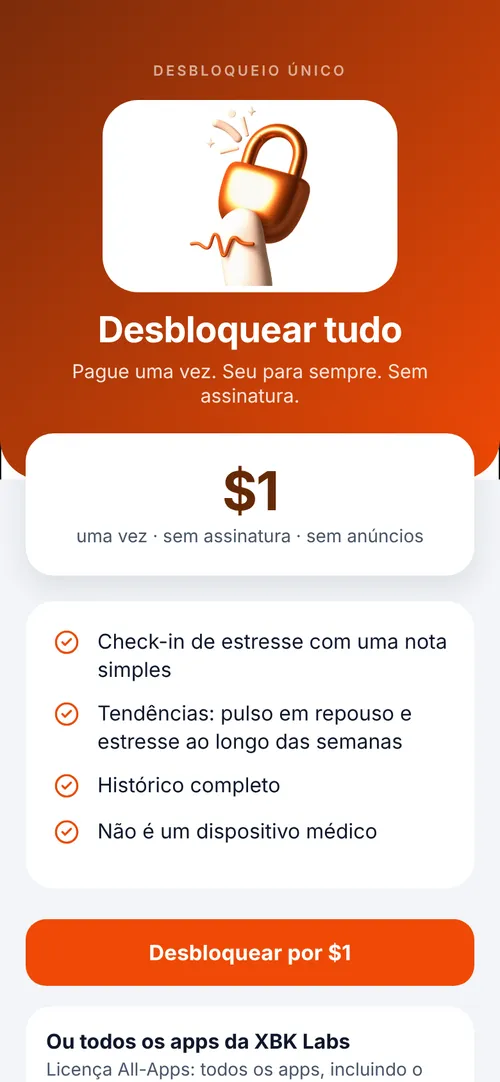 DESBLOQUEIO ÚNICO
Desbloquear tudo
Pague uma vez. Seu para sempre. Sem
assinatura.
$1
uma vez · sem assinatura · sem anúncios
Check-in de estresse com uma nota
simples
Tendências: pulso em repouso e
estresse ao longo das semanas
Histórico completo
Não é um dispositivo médico
Desbloquear por $1
Ou todos os apps da XBK Labs
Licença All-Apps: todos os apps, incluindo o